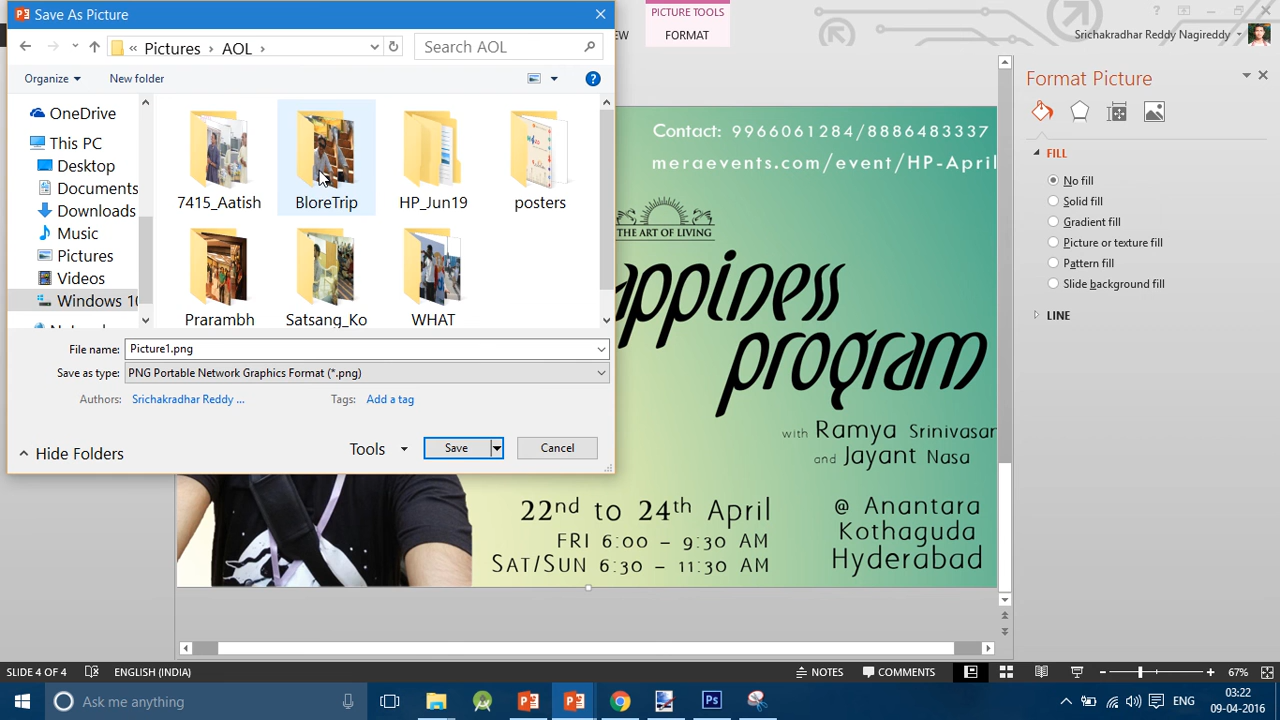 Save As Picture
PICTURE TOOLS
EW
FORMAT
Srichakradhar Reddy Nagireddy
« Pictures › AOL ›
Search AOL
Organize
New folder
OneDrive
This PC
Desktop
Documents
Downloads
Music
Pictures
Videos
Windows 10
7415_Aatish
BloreTrip
HP_Jun19
posters
Prarambh
Satsang_Ko
WHAT
File name: Picture1.png
Save as type: PNG Portable Network Graphics Format (*.png)
Authors: Srichakradhar Reddy ...
Tags: Add a tag
Hide Folders
Tools
Save
Cancel
Contact: 9966061284/8886483337
meraevents.com/event/HP-April
THE ART OF LIVING
appiness
program
with Ramya Srinivasan
and Jayant Nasa
22nd to 24th April
FRI 6:00 – 9:30 AM
SAT/SUN 6:30 – 11:30 AM
@ Anantara
Kothaguda
Hyderabad
Format Picture
FILL
No fill
Solid fill
Gradient fill
Picture or texture fill
Pattern fill
Slide background fill
LINE
SLIDE 4 OF 4
ENGLISH (INDIA)
NOTES
COMMENTS
67%
Ask me anything
Ps
ENG
03:22
09-04-2016